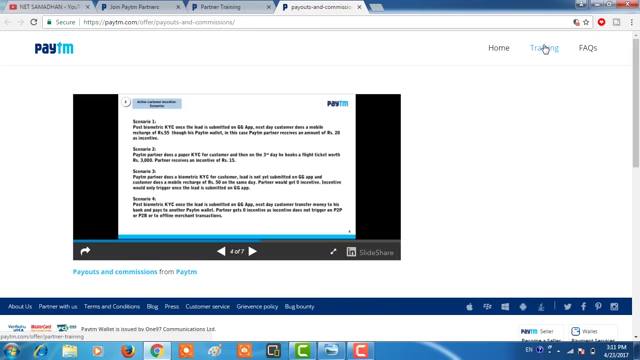 NET SAMADHAN
Join Paytm Partners
Partner Training
payouts-and-commissions
Secure
https://paytm.com/offer/payouts-and-commissions/
paytm
Home
Training
FAQs
Active customer incentive
Scenarios
paytm
Scenario 1:
Post biometric KYC once the lead is submitted on GG App, next day customer does a mobile
recharge of Rs.55 though his Paytm wallet, in this case Paytm partner receives an amount of Rs. 20
as incentive.
Scenario 2:
Paytm partner does a paper KYC for customer and then on the 3rd day he books a flight ticket worth
Rs. 3,000. Partner receives an incentive of Rs. 15.
Scenario 3:
Paytm partner does a biometric KYC for customer, lead is not yet submitted on GG app and
customer does a mobile recharge of Rs. 50 on the same day. Partner would get 0 incentive. Incentive
would only trigger once the lead is submitted on GG app.
Scenario 4:
Post biometric KYC once the lead is submitted on GG App, next day customer transfer money to his
bank and pays to another Paytm wallet. Partner gets 0 incentive as incentive does not trigger on P2P
or P2B or to offline merchant transactions.
4 of 7
in SlideShare
Payouts and commissions from Paytm
About Us
Partner with us
Terms and Conditions
Blog
Press
Customer service
Grievence policy
Bug bounty
Paytm Wallet is issued by One97 Communications Ltd.
Seller
Become a Seller
Wallet
Payment Services
paytm.com/offer/partner-training
EN
3:11 PM
4/23/2017